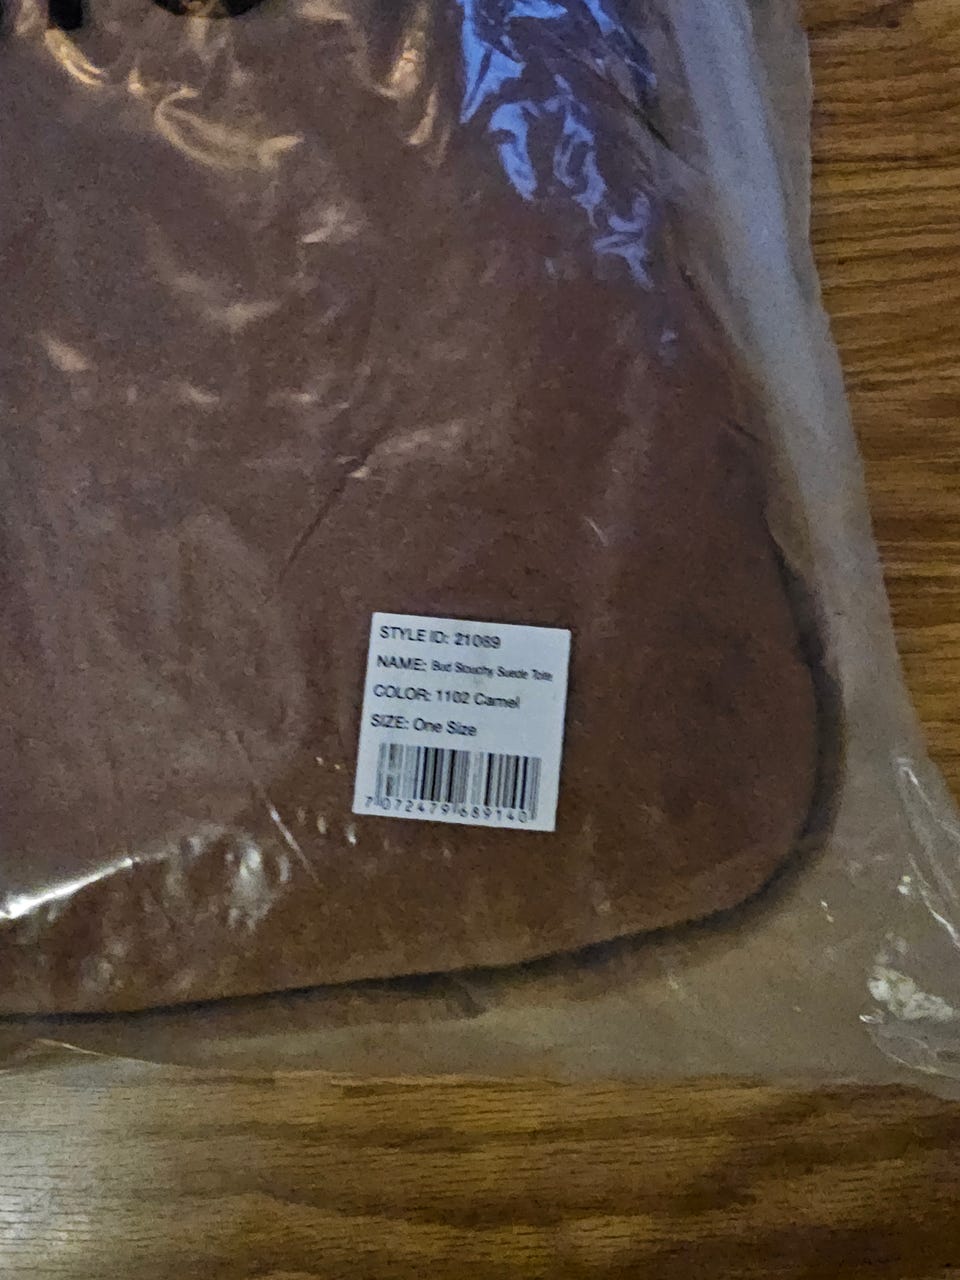 STYLE ID: 21069
NAME: Bud Slouchy Suede Tote
COLOR: 1102 Camel
SIZE: One Size
7 072479 689140